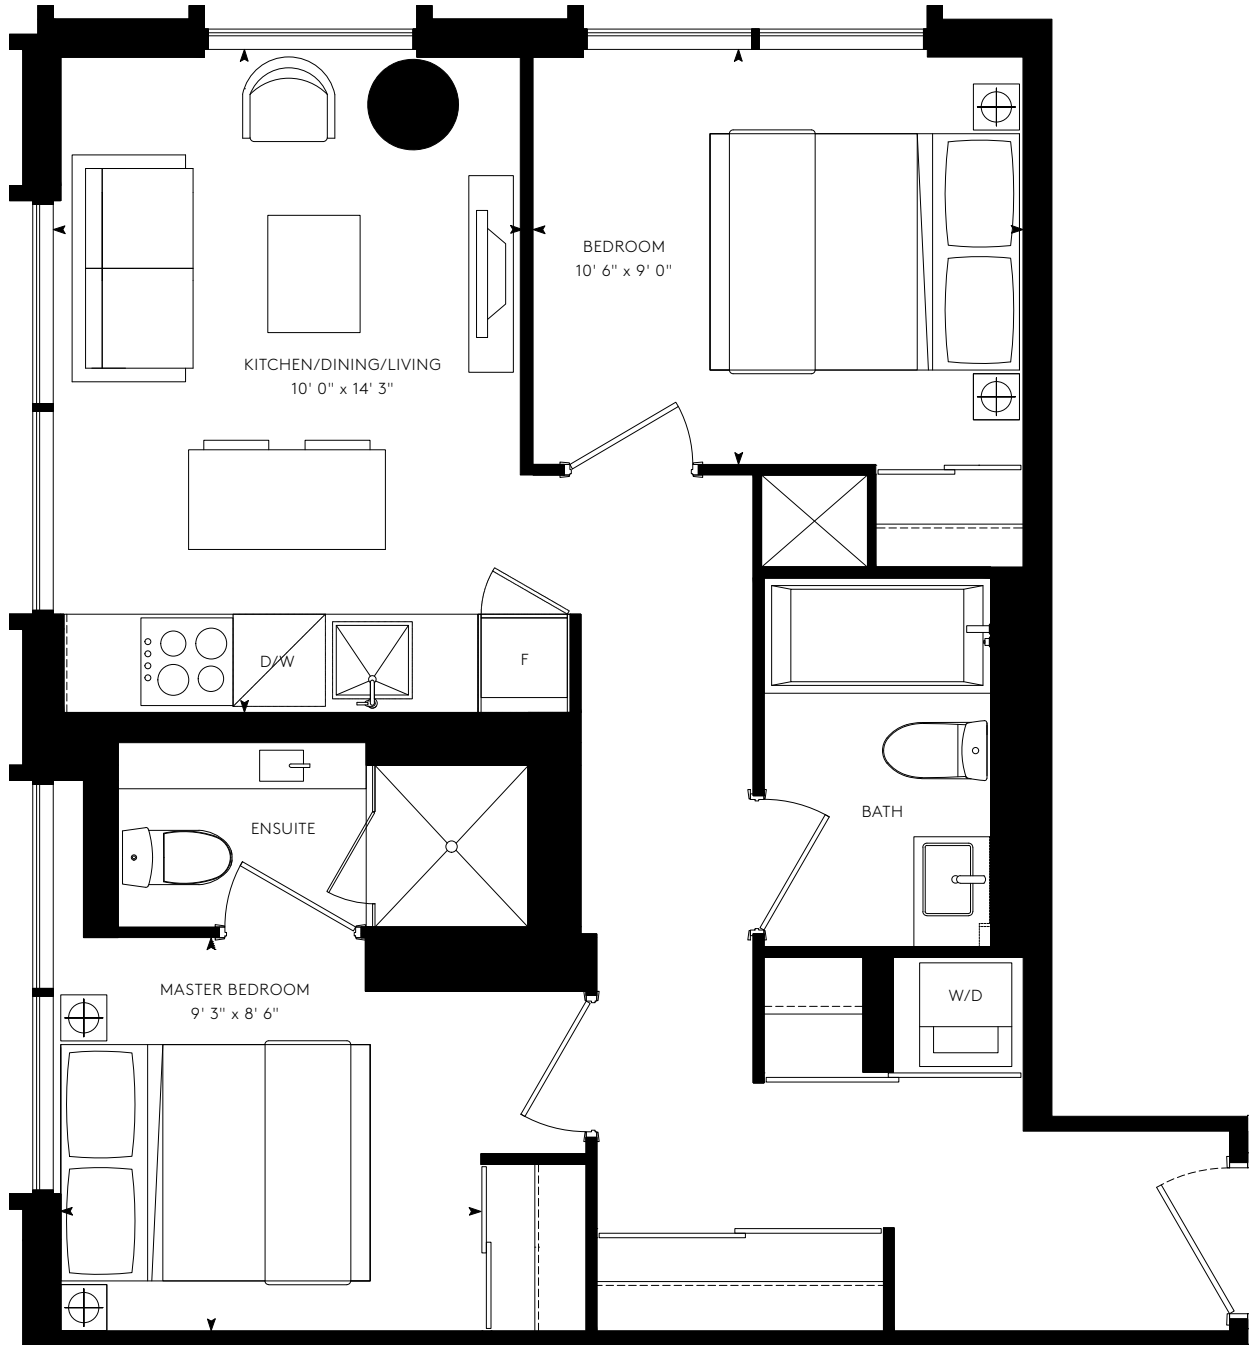 BEDROOM
10' 6" x 9' 0"
KITCHEN/DINING/LIVING
10' 0" x 14' 3"
D/W
F
ENSUITE
BATH
MASTER BEDROOM
9' 3" x 8' 6"
W/D